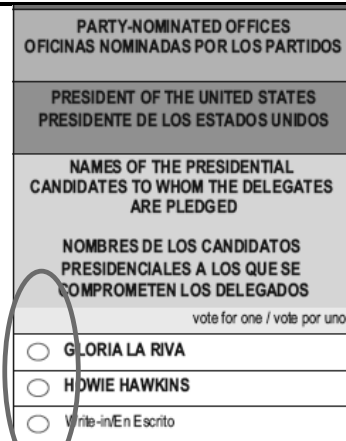 PARTY-NOMINATED OFFICES
OFICINAS NOMINADAS POR LOS PARTIDOS
PRESIDENT OF THE UNITED STATES
PRESIDENTE DE LOS ESTADOS UNIDOS
NAMES OF THE PRESIDENTIAL
CANDIDATES TO WHOM THE DELEGATES
ARE PLEDGED
NOMBRES DE LOS CANDIDATOS
PRESIDENCIALES A LOS QUE SE
COMPROMETEN LOS DELEGADOS
vote for one / vote por uno
GLORIA LA RIVA
HOWIE HAWKINS
Write-in/En Escrito